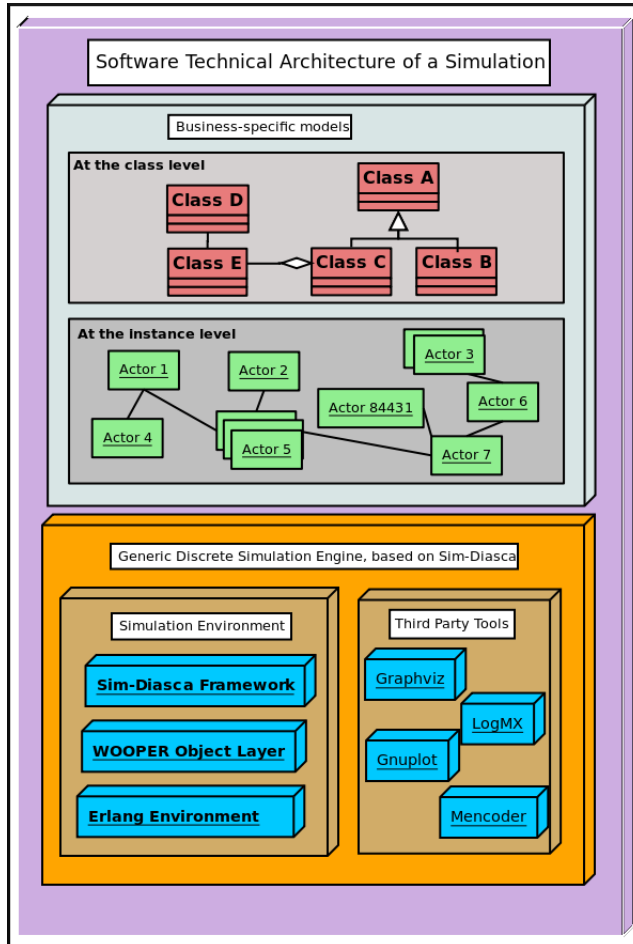 Software Technical Architecture of a Simulation
Business-specific models
At the class level
Class A
Class D
Class E
Class C
Class B
At the instance level
Actor 3
Actor 1
Actor 2
Actor 6
Actor 84431
Actor 4
Actor 5
Actor 7
Generic Discrete Simulation Engine, based on Sim-Diasca
Simulation Environment
Sim-Diasca Framework
WOOPER Object Layer
Erlang Environment
Third Party Tools
Graphviz
LogMX
Gnuplot
Mencoder